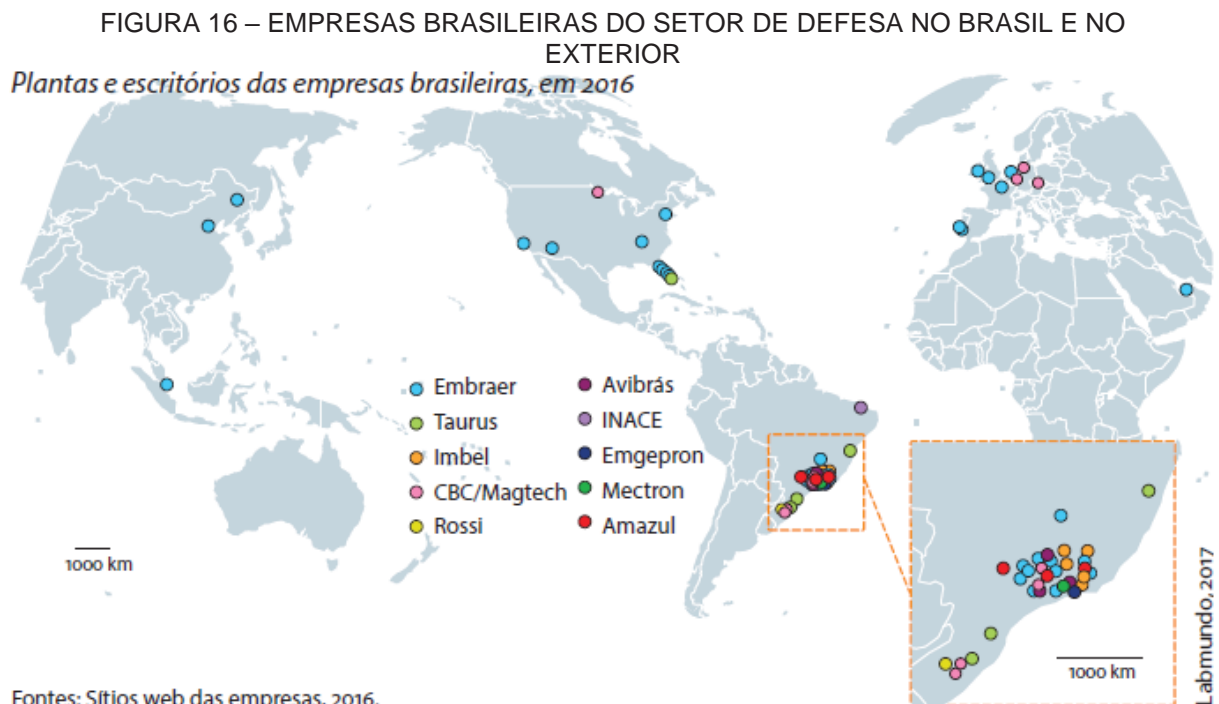 FIGURA 16 – EMPRESAS BRASILEIRAS DO SETOR DE DEFESA NO BRASIL E NO
EXTERIOR
Plantas e escritórios das empresas brasileiras, em 2016
Embraer
Taurus
Imbel
CBC/Magtech
Rossi
Avibrás
INACE
Emgepron
Mectron
Amazul
1000 km
1000 km
Labmundo, 2017
Fontes: Sítios web das empresas, 2016.